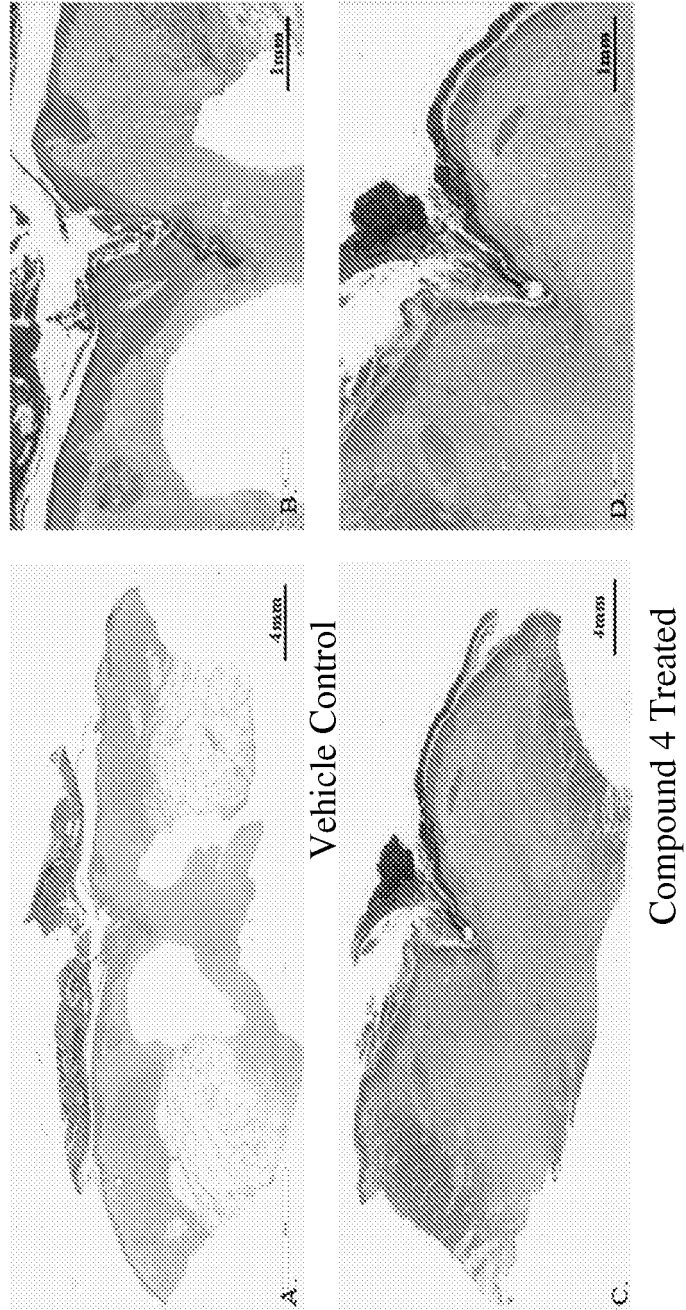 A.
4mm
B.
1mm
Vehicle Control
C.
4mm
D.
1mm
Compound 4 Treated